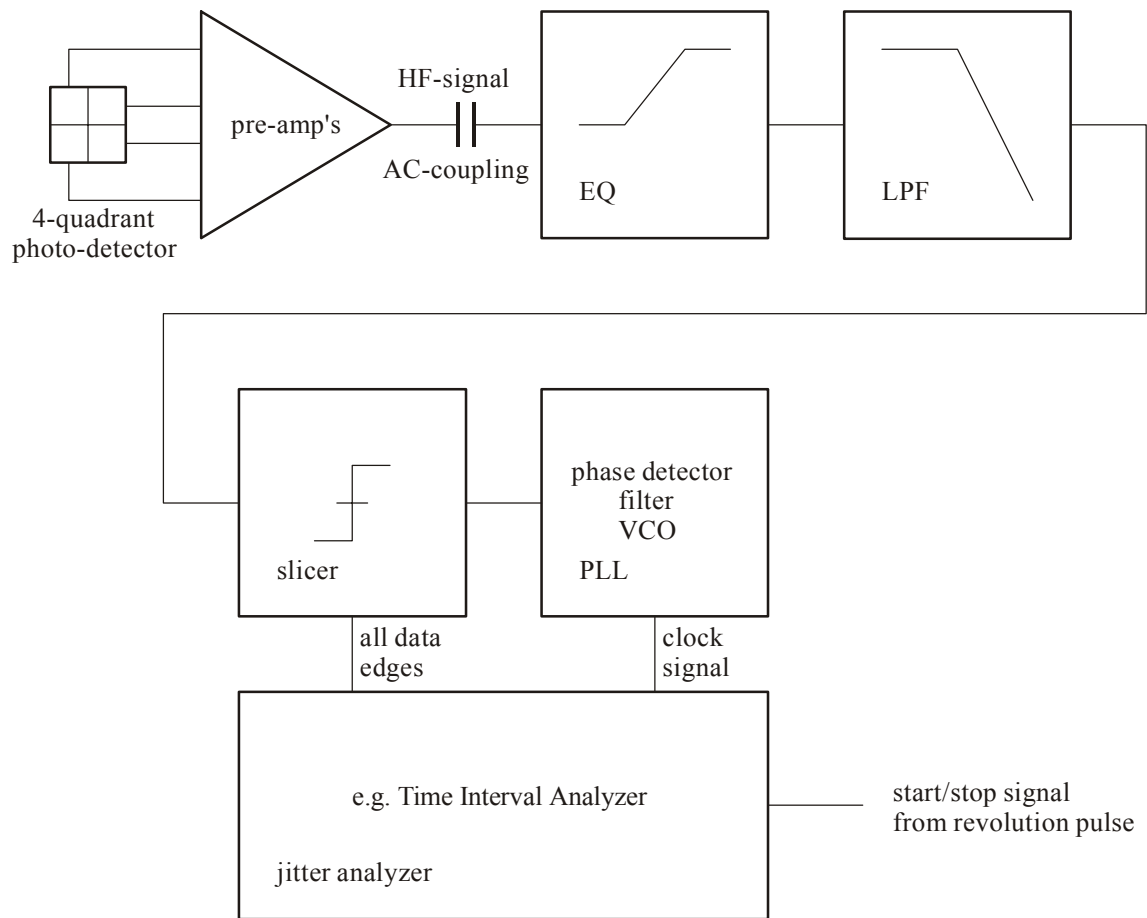 pre-amp's
HF-signal
AC-coupling
4-quadrant
photo-detector
EQ
LPF
slicer
phase detector
filter
VCO
PLL
all data
edges
clock
signal
e.g. Time Interval Analyzer
jitter analyzer
start/stop signal
from revolution pulse